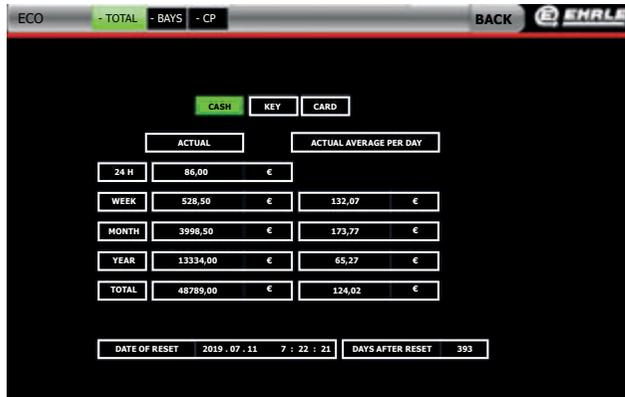 ECO - TOTAL - BAYS - CP BACK EHRLE
CASH KEY CARD
ACTUAL ACTUAL AVERAGE PER DAY
24 H 86,00 €
WEEK 528,50 € 132,07 €
MONTH 3998,50 € 173,77 €
YEAR 13334,00 € 65,27 €
TOTAL 48789,00 € 124,02 €
DATE OF RESET 2019 . 07 . 11 7 : 22 : 21 DAYS AFTER RESET 393